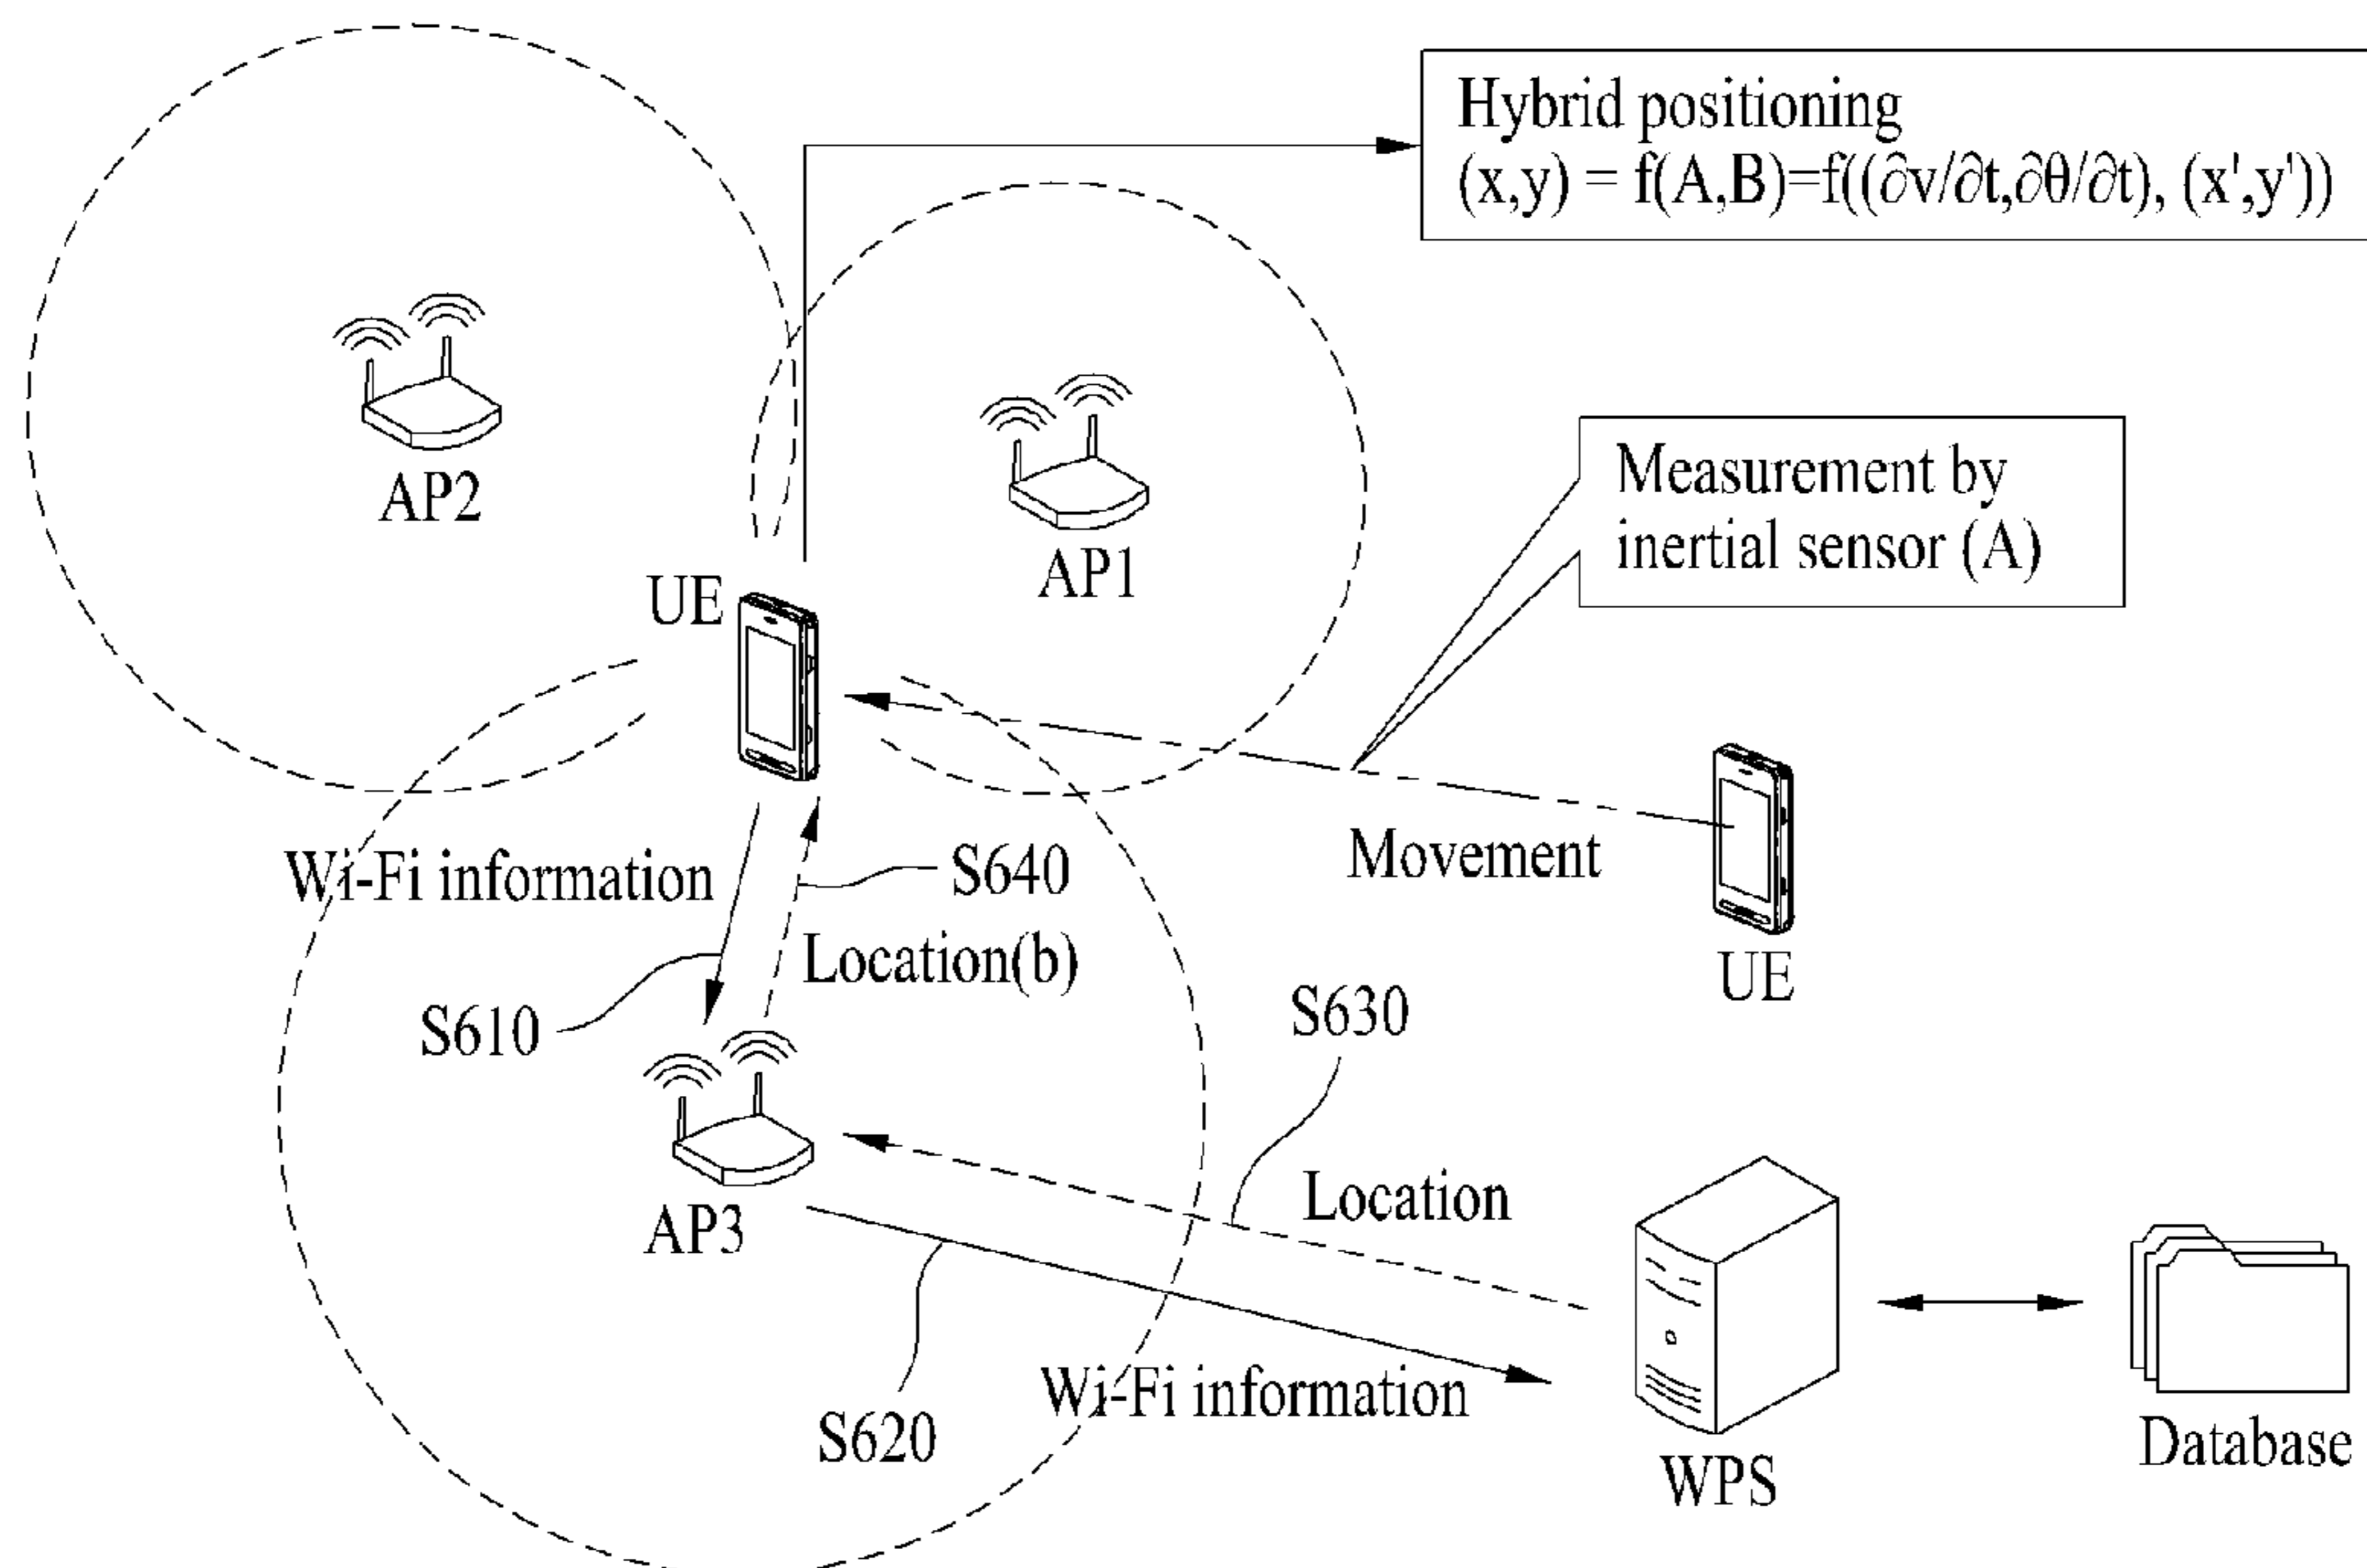 Hybrid positioning
(x,y) = f(A,B)=f((∂v/∂t,∂θ/∂t), (x',y'))
AP2
AP1
Measurement by
inertial sensor (A)
UE
Wi-Fi information
S640
Movement
Location(b)
UE
S610
S630
Location
AP3
Wi-Fi information
S620
WPS
Database